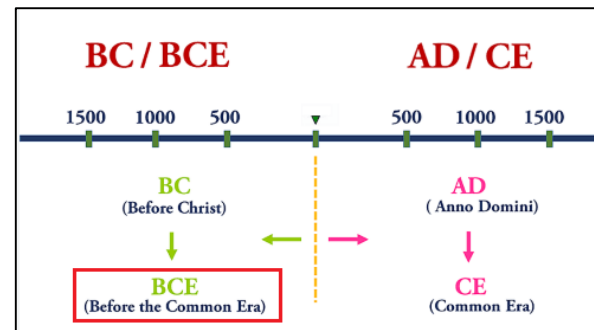 BC / BCE AD / CE
1500 1000 500 500 1000 1500
BC AD
(Before Christ) ( Anno Domini)
BCE CE
(Before the Common Era) (Common Era)